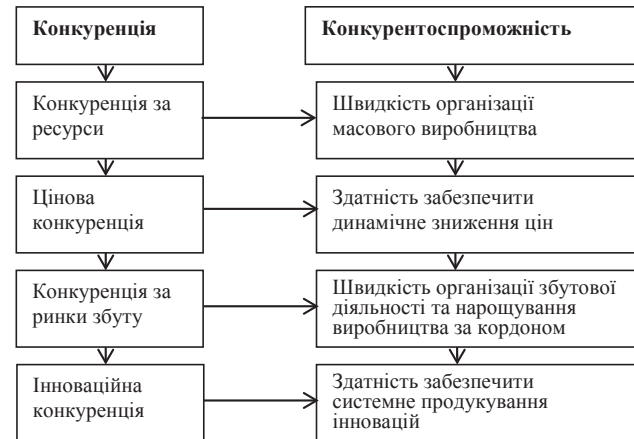 Конкуренція
Конкурентоспроможність
Конкуренція за
ресурси
Швидкість організації
масового виробництва
Цінова
конкуренція
Здатність забезпечити
динамічне зниження цін
Конкуренція за
ринки збуту
Швидкість організації збутової
діяльності та нарощування
виробництва за кордоном
Інноваційна
конкуренція
Здатність забезпечити
системне продукування
інновацій